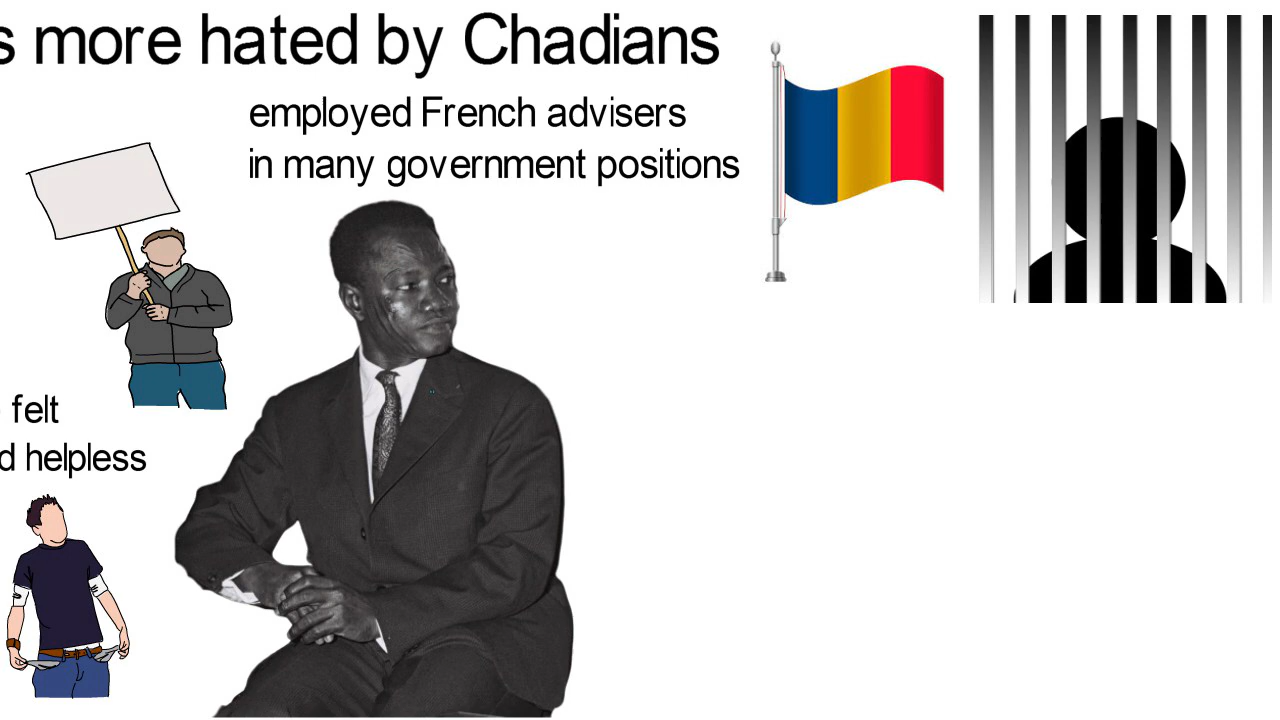 s more hated by Chadians
employed French advisers
in many government positions
felt
d helpless